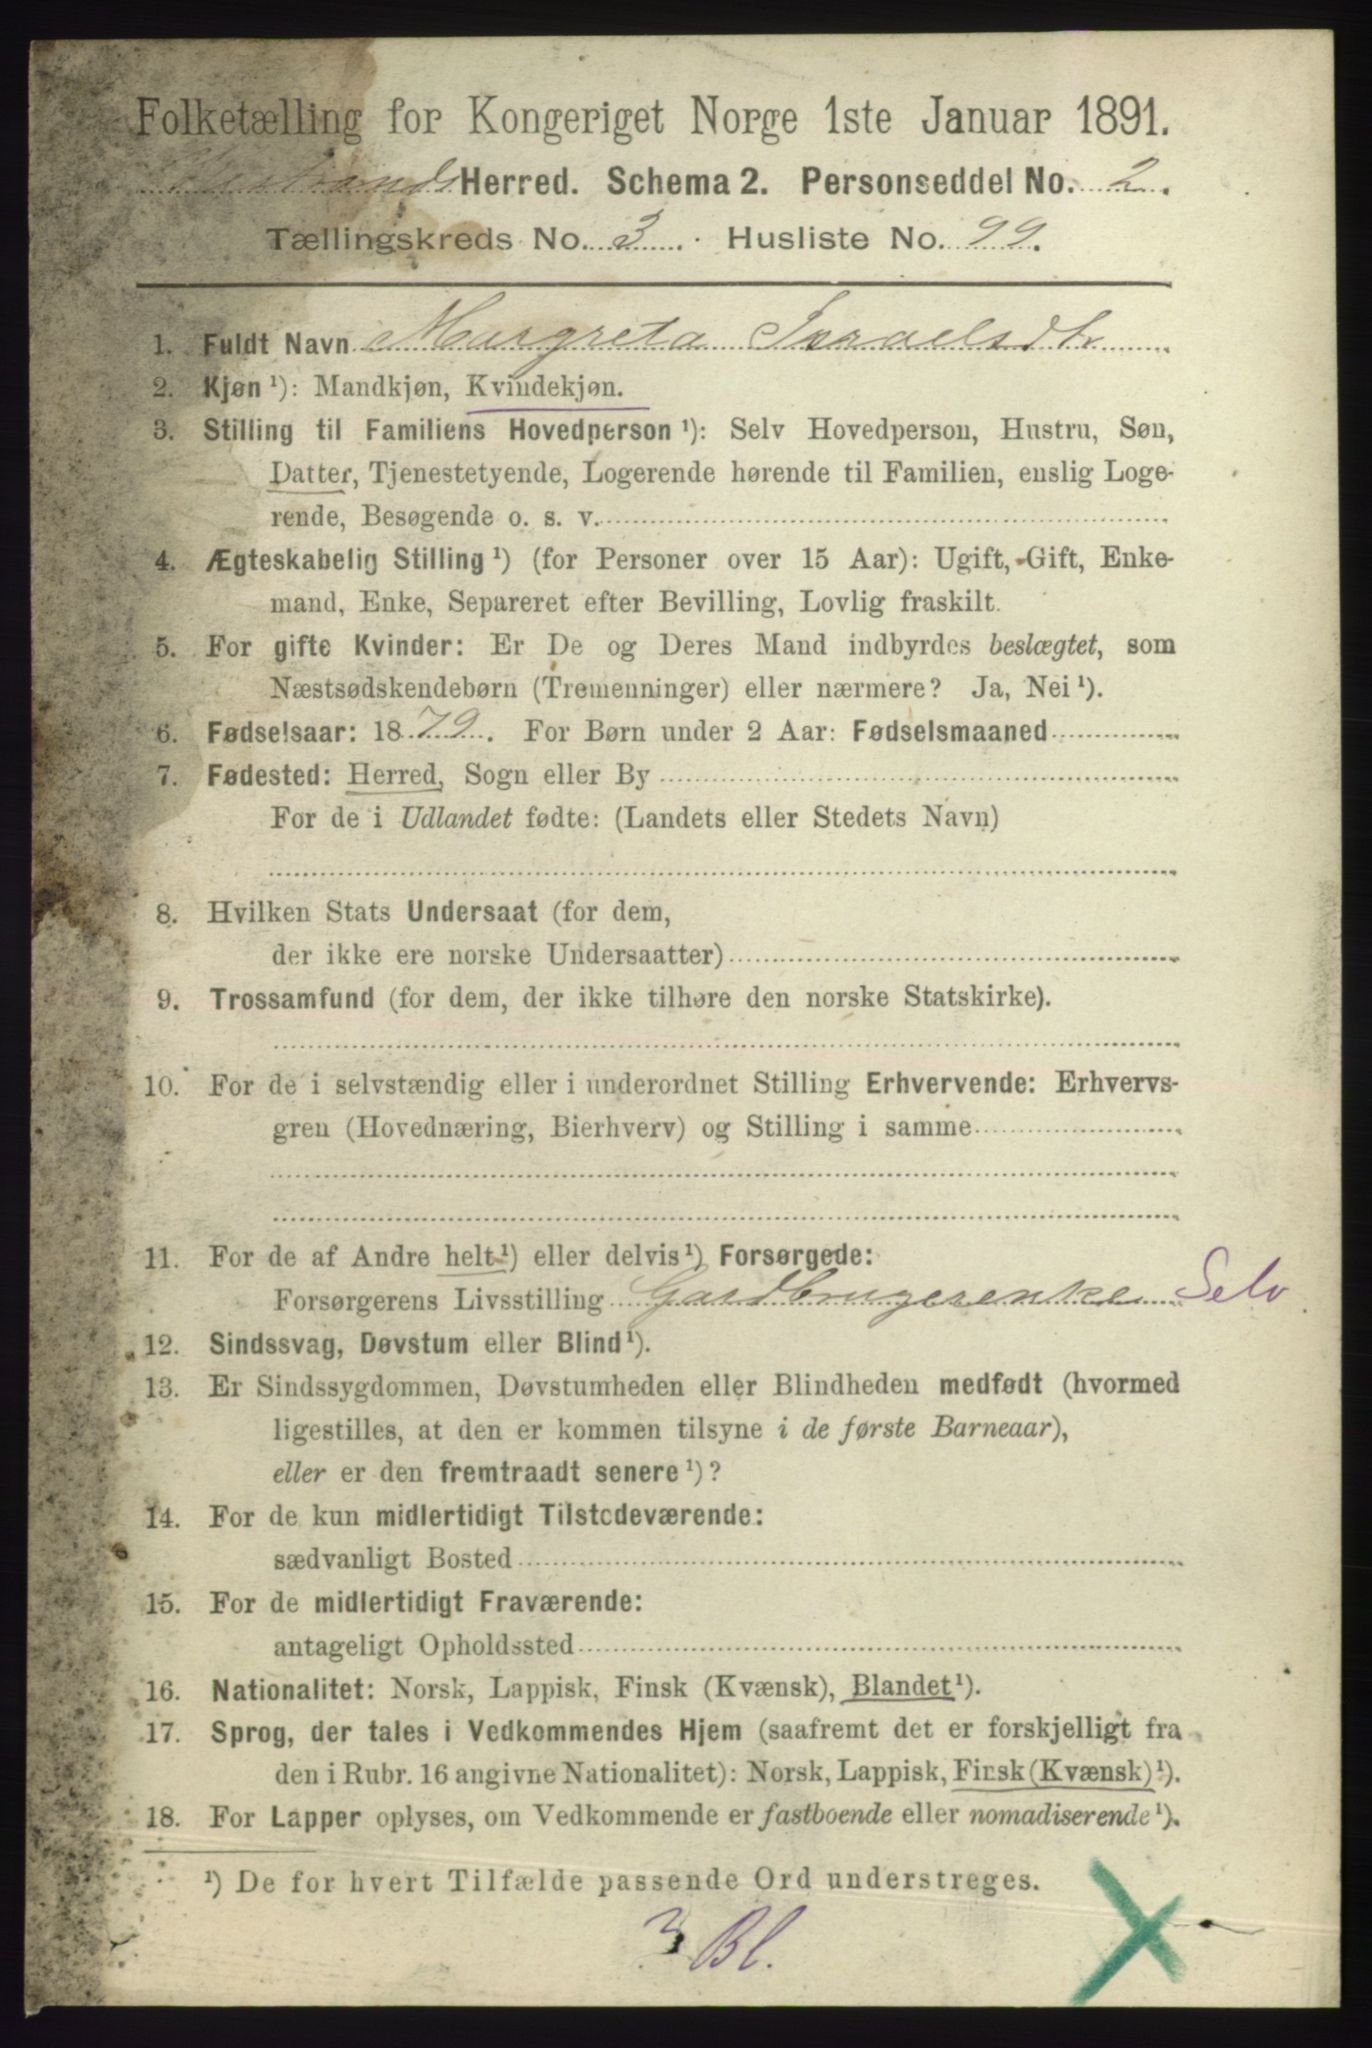 Folketælling for Kongeriget Norge 1ste Januar 1891.
Herred. Schema 2. Personseddel No. 2.
Tællingskreds No. 3. Husliste No. 99.
1. Fuldt Navn Margreta Israelsdtr
2. Kjøn ¹): Mandkjøn, Kvindekjøn.
3. Stilling til Familiens Hovedperson ¹): Selv Hovedperson, Hustru, Søn,
Datter, Tjenestetyende, Logerende hørende til Familien, enslig Loge-
rende, Besøgende o. s. v.
4. Ægteskabelig Stilling ¹) (for Personer over 15 Aar): Ugift, Gift, Enke-
mand, Enke, Separeret efter Bevilling, Lovlig fraskilt.
5. For gifte Kvinder: Er De og Deres Mand indbyrdes beslægtet, som
Næstsødskendebørn (Tremenninger) eller nærmere? Ja, Nei ¹).
6. Fødselsaar: 1879. For Børn under 2 Aar: Fødselsmaaned
7. Fødested: Herred, Sogn eller By
For de i Udlandet fødte: (Landets eller Stedets Navn)
8. Hvilken Stats Undersaat (for dem,
der ikke ere norske Undersaatter)
9. Trossamfund (for dem, der ikke tilhøre den norske Statskirke).
10. For de i selvstændig eller i underordnet Stilling Erhvervende: Erhvervs-
gren (Hovednæring, Bierhverv) og Stilling i samme
11. For de af Andre helt ¹) eller delvis ¹) Forsørgede:
Forsørgerens Livsstilling Gardbrugerenke Selv
12. Sindssvag, Døvstum eller Blind ¹).
13. Er Sindssygdommen, Døvstumheden eller Blindheden medfødt (hvormed
ligestilles, at den er kommen tilsyne i de første Barneaar),
eller er den fremtraadt senere ¹)?
14. For de kun midlertidigt Tilstedeværende:
sædvanligt Bosted
15. For de midlertidigt Fraværende:
antageligt Opholdssted
16. Nationalitet: Norsk, Lappisk, Finsk (Kvænsk), Blandet ¹).
17. Sprog, der tales i Vedkommendes Hjem (saafremt det er forskjelligt fra
den i Rubr. 16 angivne Nationalitet): Norsk, Lappisk, Finsk (Kvænsk) ¹).
18. For Lapper oplyses, om Vedkommende er fastboende eller nomadiserende ¹).
¹) De for hvert Tilfælde passende Ord understreges.
3 Bl.